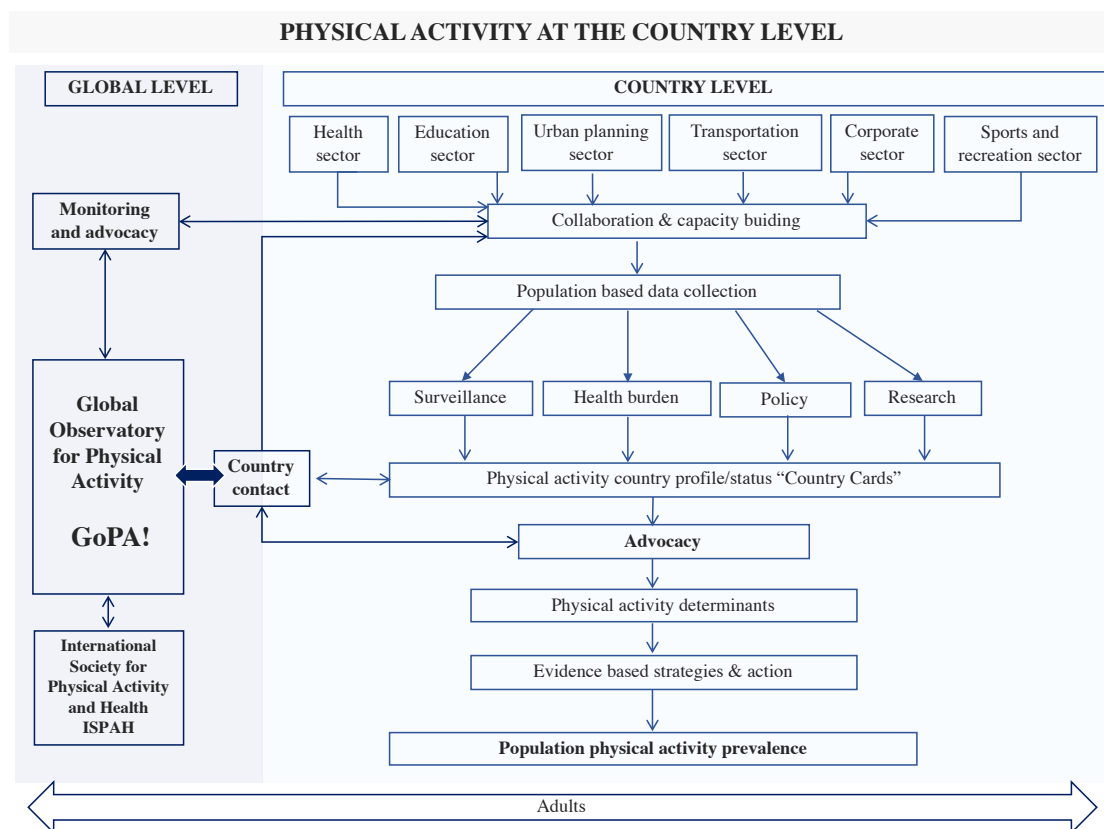 PHYSICAL ACTIVITY AT THE COUNTRY LEVEL
GLOBAL LEVEL
COUNTRY LEVEL
Health
sector
Education
sector
Urban planning
sector
Transportation
sector
Corporate
sector
Sports and
recreation sector
Monitoring
and advocacy
Collaboration & capacity buiding
Population based data collection
Surveillance
Health burden
Policy
Research
Global
Observatory
for Physical
Activity
GoPA!
Country
contact
Physical activity country profile/status “Country Cards”
Advocacy
Physical activity determinants
International
Society for
Physical Activity
and Health
ISPAH
Evidence based strategies & action
Population physical activity prevalence
Adults